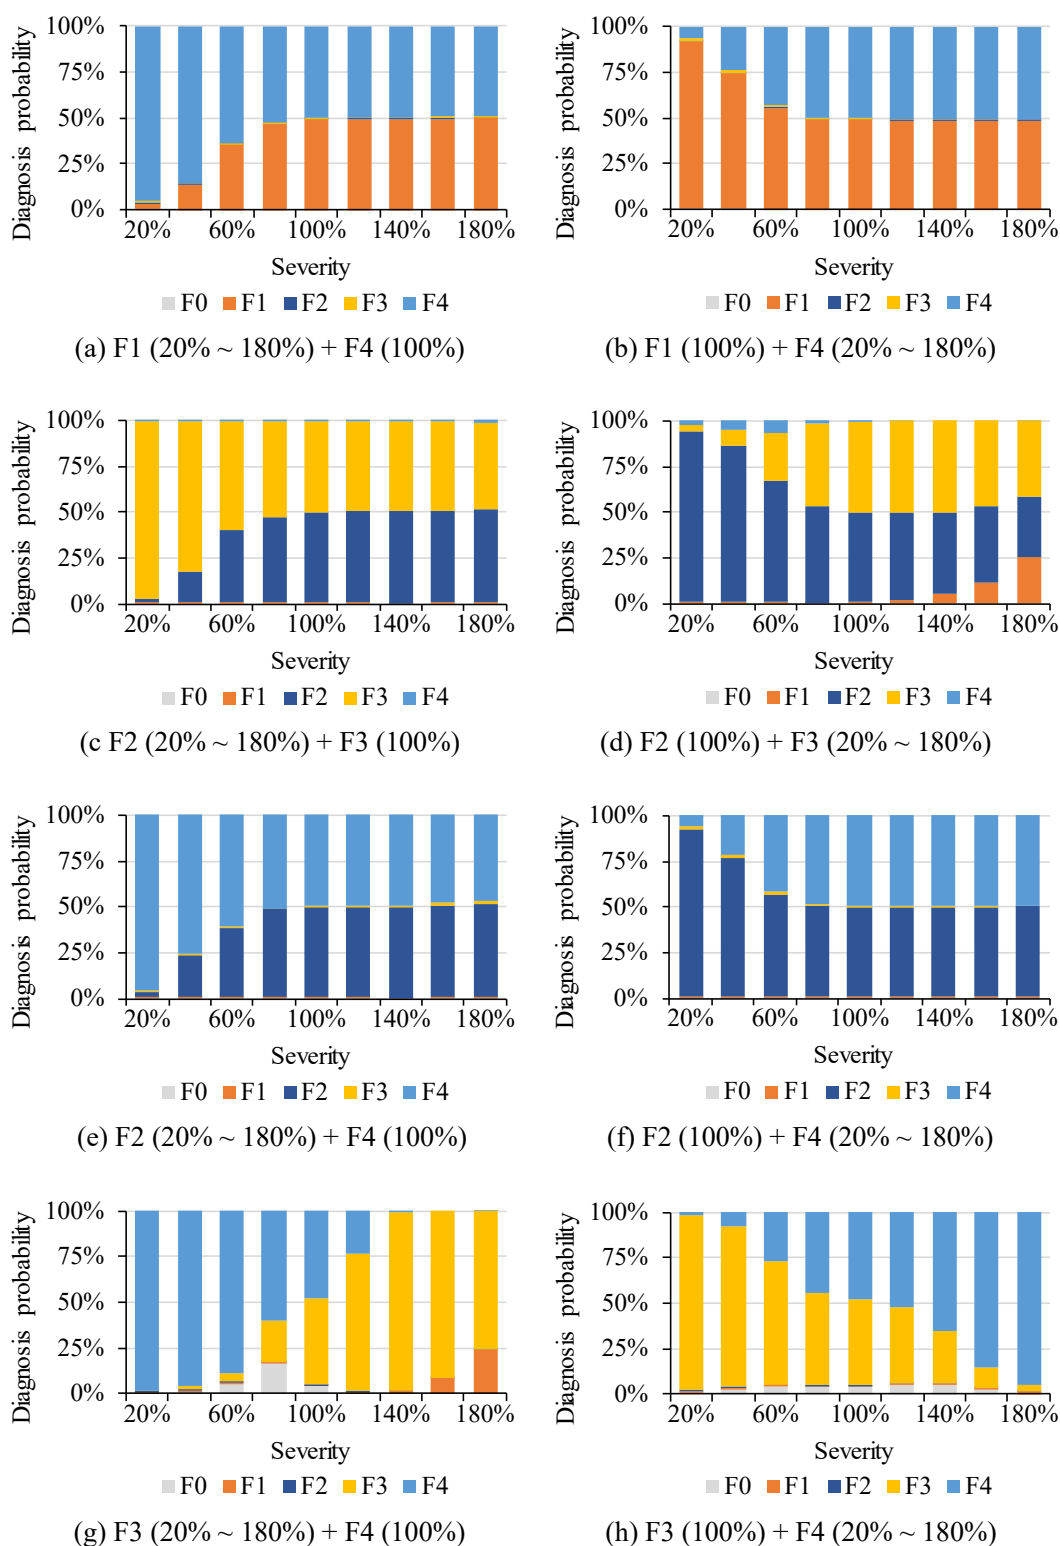 Diagnosis probability
100%
75%
50%
25%
0%
20% 60% 100% 140% 180%
Severity
F0 F1 F2 F3 F4
(a) F1 (20% ~ 180%) + F4 (100%)
Diagnosis probability
100%
75%
50%
25%
0%
20% 60% 100% 140% 180%
Severity
F0 F1 F2 F3 F4
(b) F1 (100%) + F4 (20% ~ 180%)
Diagnosis probability
100%
75%
50%
25%
0%
20% 60% 100% 140% 180%
Severity
F0 F1 F2 F3 F4
(c F2 (20% ~ 180%) + F3 (100%)
Diagnosis probability
100%
75%
50%
25%
0%
20% 60% 100% 140% 180%
Severity
F0 F1 F2 F3 F4
(d) F2 (100%) + F3 (20% ~ 180%)
Diagnosis probability
100%
75%
50%
25%
0%
20% 60% 100% 140% 180%
Severity
F0 F1 F2 F3 F4
(e) F2 (20% ~ 180%) + F4 (100%)
Diagnosis probability
100%
75%
50%
25%
0%
20% 60% 100% 140% 180%
Severity
F0 F1 F2 F3 F4
(f) F2 (100%) + F4 (20% ~ 180%)
Diagnosis probability
100%
75%
50%
25%
0%
20% 60% 100% 140% 180%
Severity
F0 F1 F2 F3 F4
(g) F3 (20% ~ 180%) + F4 (100%)
Diagnosis probability
100%
75%
50%
25%
0%
20% 60% 100% 140% 180%
Severity
F0 F1 F2 F3 F4
(h) F3 (100%) + F4 (20% ~ 180%)